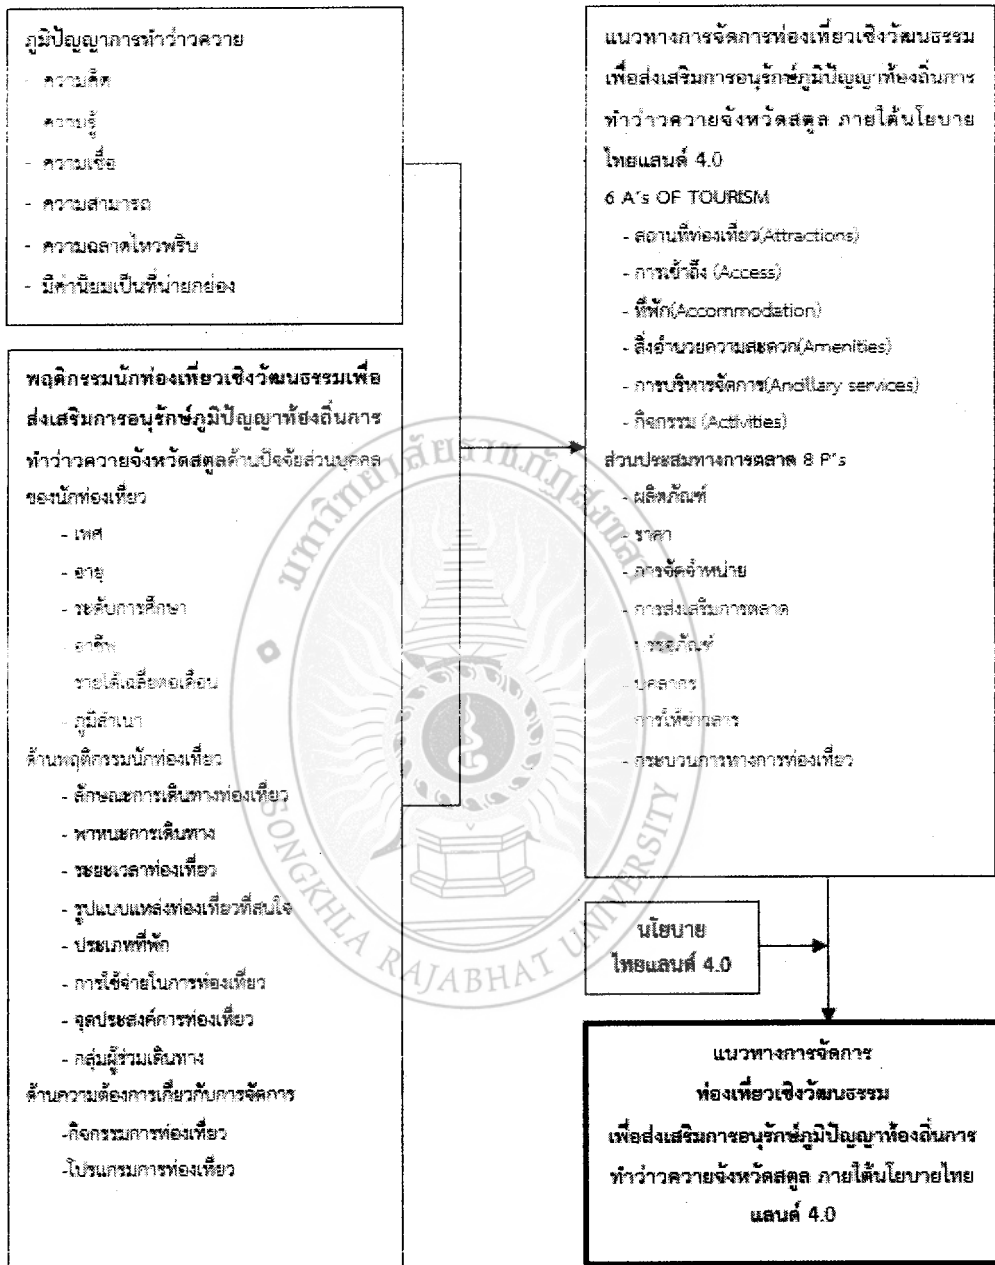 ภูมิปัญญาการทำว่าวควาย
- ความคิด
ความรู้
- ความเชื่อ
- ความสามารถ
- ความฉลาดไหวพริบ
- มีค่านิยมเป็นที่น่ายกย่อง
พฤติกรรมนักท่องเที่ยวเชิงวัฒนธรรมเพื่อ
ส่งเสริมการอนุรักษ์ภูมิปัญญาท้องถิ่นการ
ทำว่าวควายจังหวัดสตูลด้านปัจจัยส่วนบุคคล
ของนักท่องเที่ยว
- เพศ
- อายุ
- ระดับการศึกษา
- อาชีพ
รายได้เฉลี่ยต่อเดือน
- ภูมิลำเนา
ด้านพฤติกรรมนักท่องเที่ยว
- ลักษณะการเดินทางท่องเที่ยว
- พาหนะการเดินทาง
- ระยะเวลาท่องเที่ยว
- รูปแบบแหล่งท่องเที่ยวที่สนใจ
- ประเภทที่พัก
- การใช้จ่ายในการท่องเที่ยว
- จุดประสงค์การท่องเที่ยว
- กลุ่มผู้ร่วมเดินทาง
ด้านความต้องการเกี่ยวกับการจัดการ
-กิจกรรมการท่องเที่ยว
-โปรแกรมการท่องเที่ยว
แนวทางการจัดการท่องเที่ยวเชิงวัฒนธรรม
เพื่อส่งเสริมการอนุรักษ์ภูมิปัญญาท้องถิ่นการ
ทำว่าวควายจังหวัดสตูล ภายใต้นโยบาย
ไทยแลนด์ 4.0
6 A's OF TOURISM
- สถานที่ท่องเที่ยว(Attractions)
- การเข้าถึง (Access)
- ที่พัก(Accommodation)
- สิ่งอำนวยความสะดวก(Amenities)
- การบริหารจัดการ(Ancillary services)
- กิจกรรม (Activities)
ส่วนประสมทางการตลาด 8 P's
- ผลิตภัณฑ์
- ราคา
- การจัดจำหน่าย
- การส่งเสริมการตลาด
- บรรจุภัณฑ์
- บุคลากร
การให้ข่าวสาร
- กระบวนการทางการท่องเที่ยว
นโยบาย
ไทยแลนด์ 4.0
แนวทางการจัดการ
ท่องเที่ยวเชิงวัฒนธรรม
เพื่อส่งเสริมการอนุรักษ์ภูมิปัญญาท้องถิ่นการ
ทำว่าวควายจังหวัดสตูล ภายใต้นโยบายไทย
แลนด์ 4.0
มหาวิทยาลัยราชภัฏสงขลา
SONGKHLA RAJABHAT UNIVERSITY